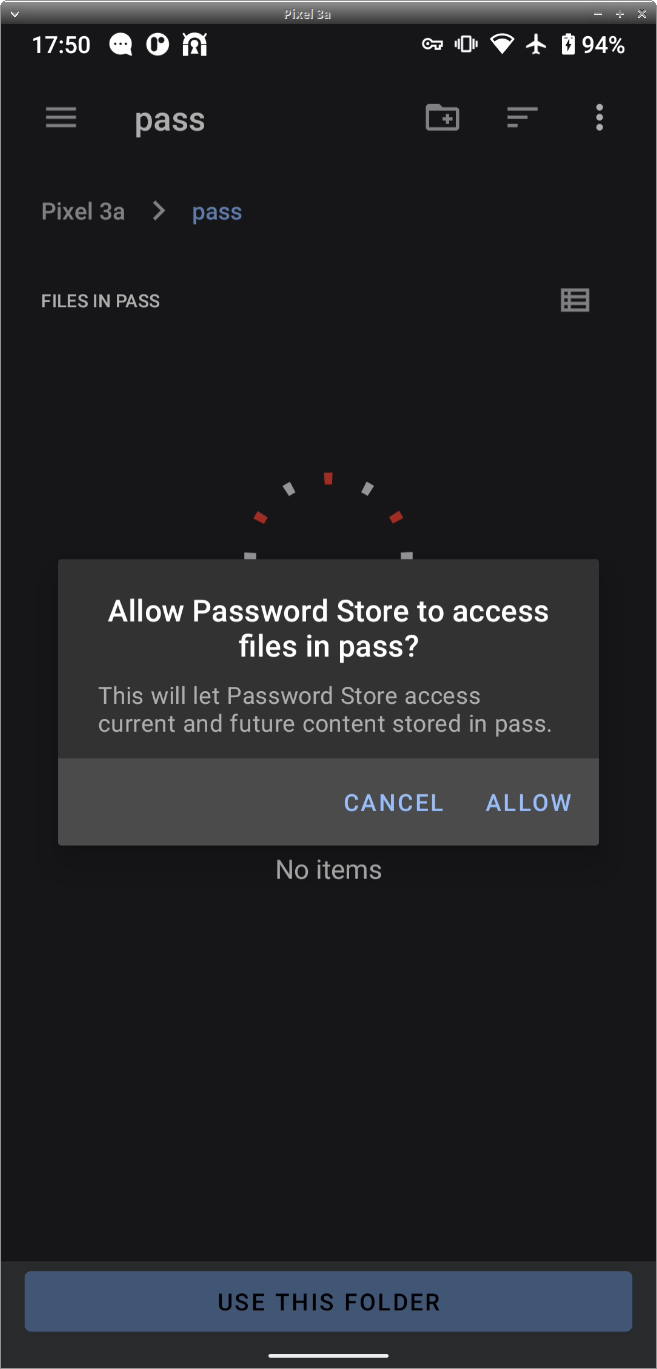 Pixel 3a
17:50
94%
pass
Pixel 3a
pass
FILES IN PASS
Allow Password Store to access
files in pass?
This will let Password Store access
current and future content stored in pass.
CANCEL
ALLOW
No items
USE THIS FOLDER